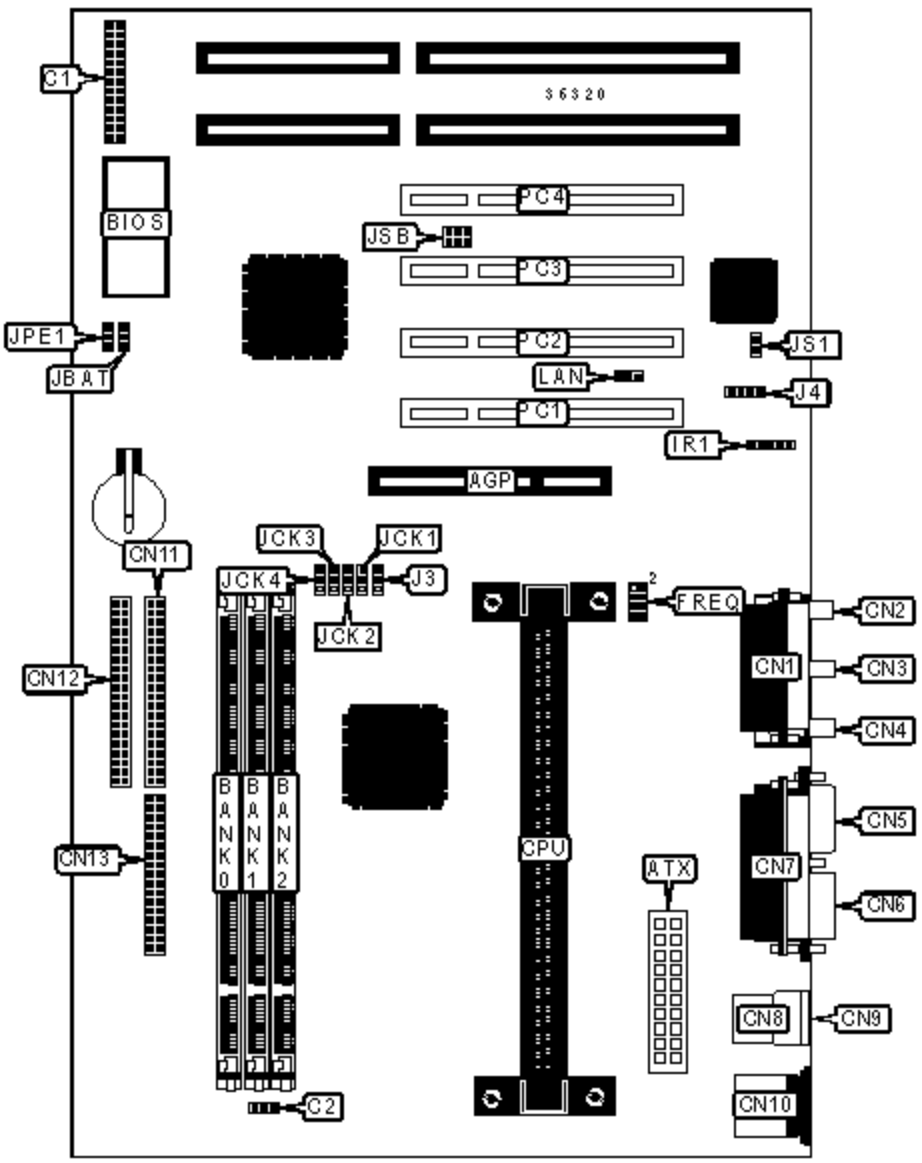 C1
36320
BIOS
PC4
JSB
PC3
JPE1
PC2
JS1
JBAT
LAN
J4
PC1
IR1
AGP
CN11
JCK3
JCK1
JCK4
J3
2
FREQ
CN2
JCK2
CN12
CN1
CN3
CN4
BANK0
BANK1
BANK2
CN5
CPU
CN13
ATX
CN7
CN6
CN8
CN9
C2
CN10